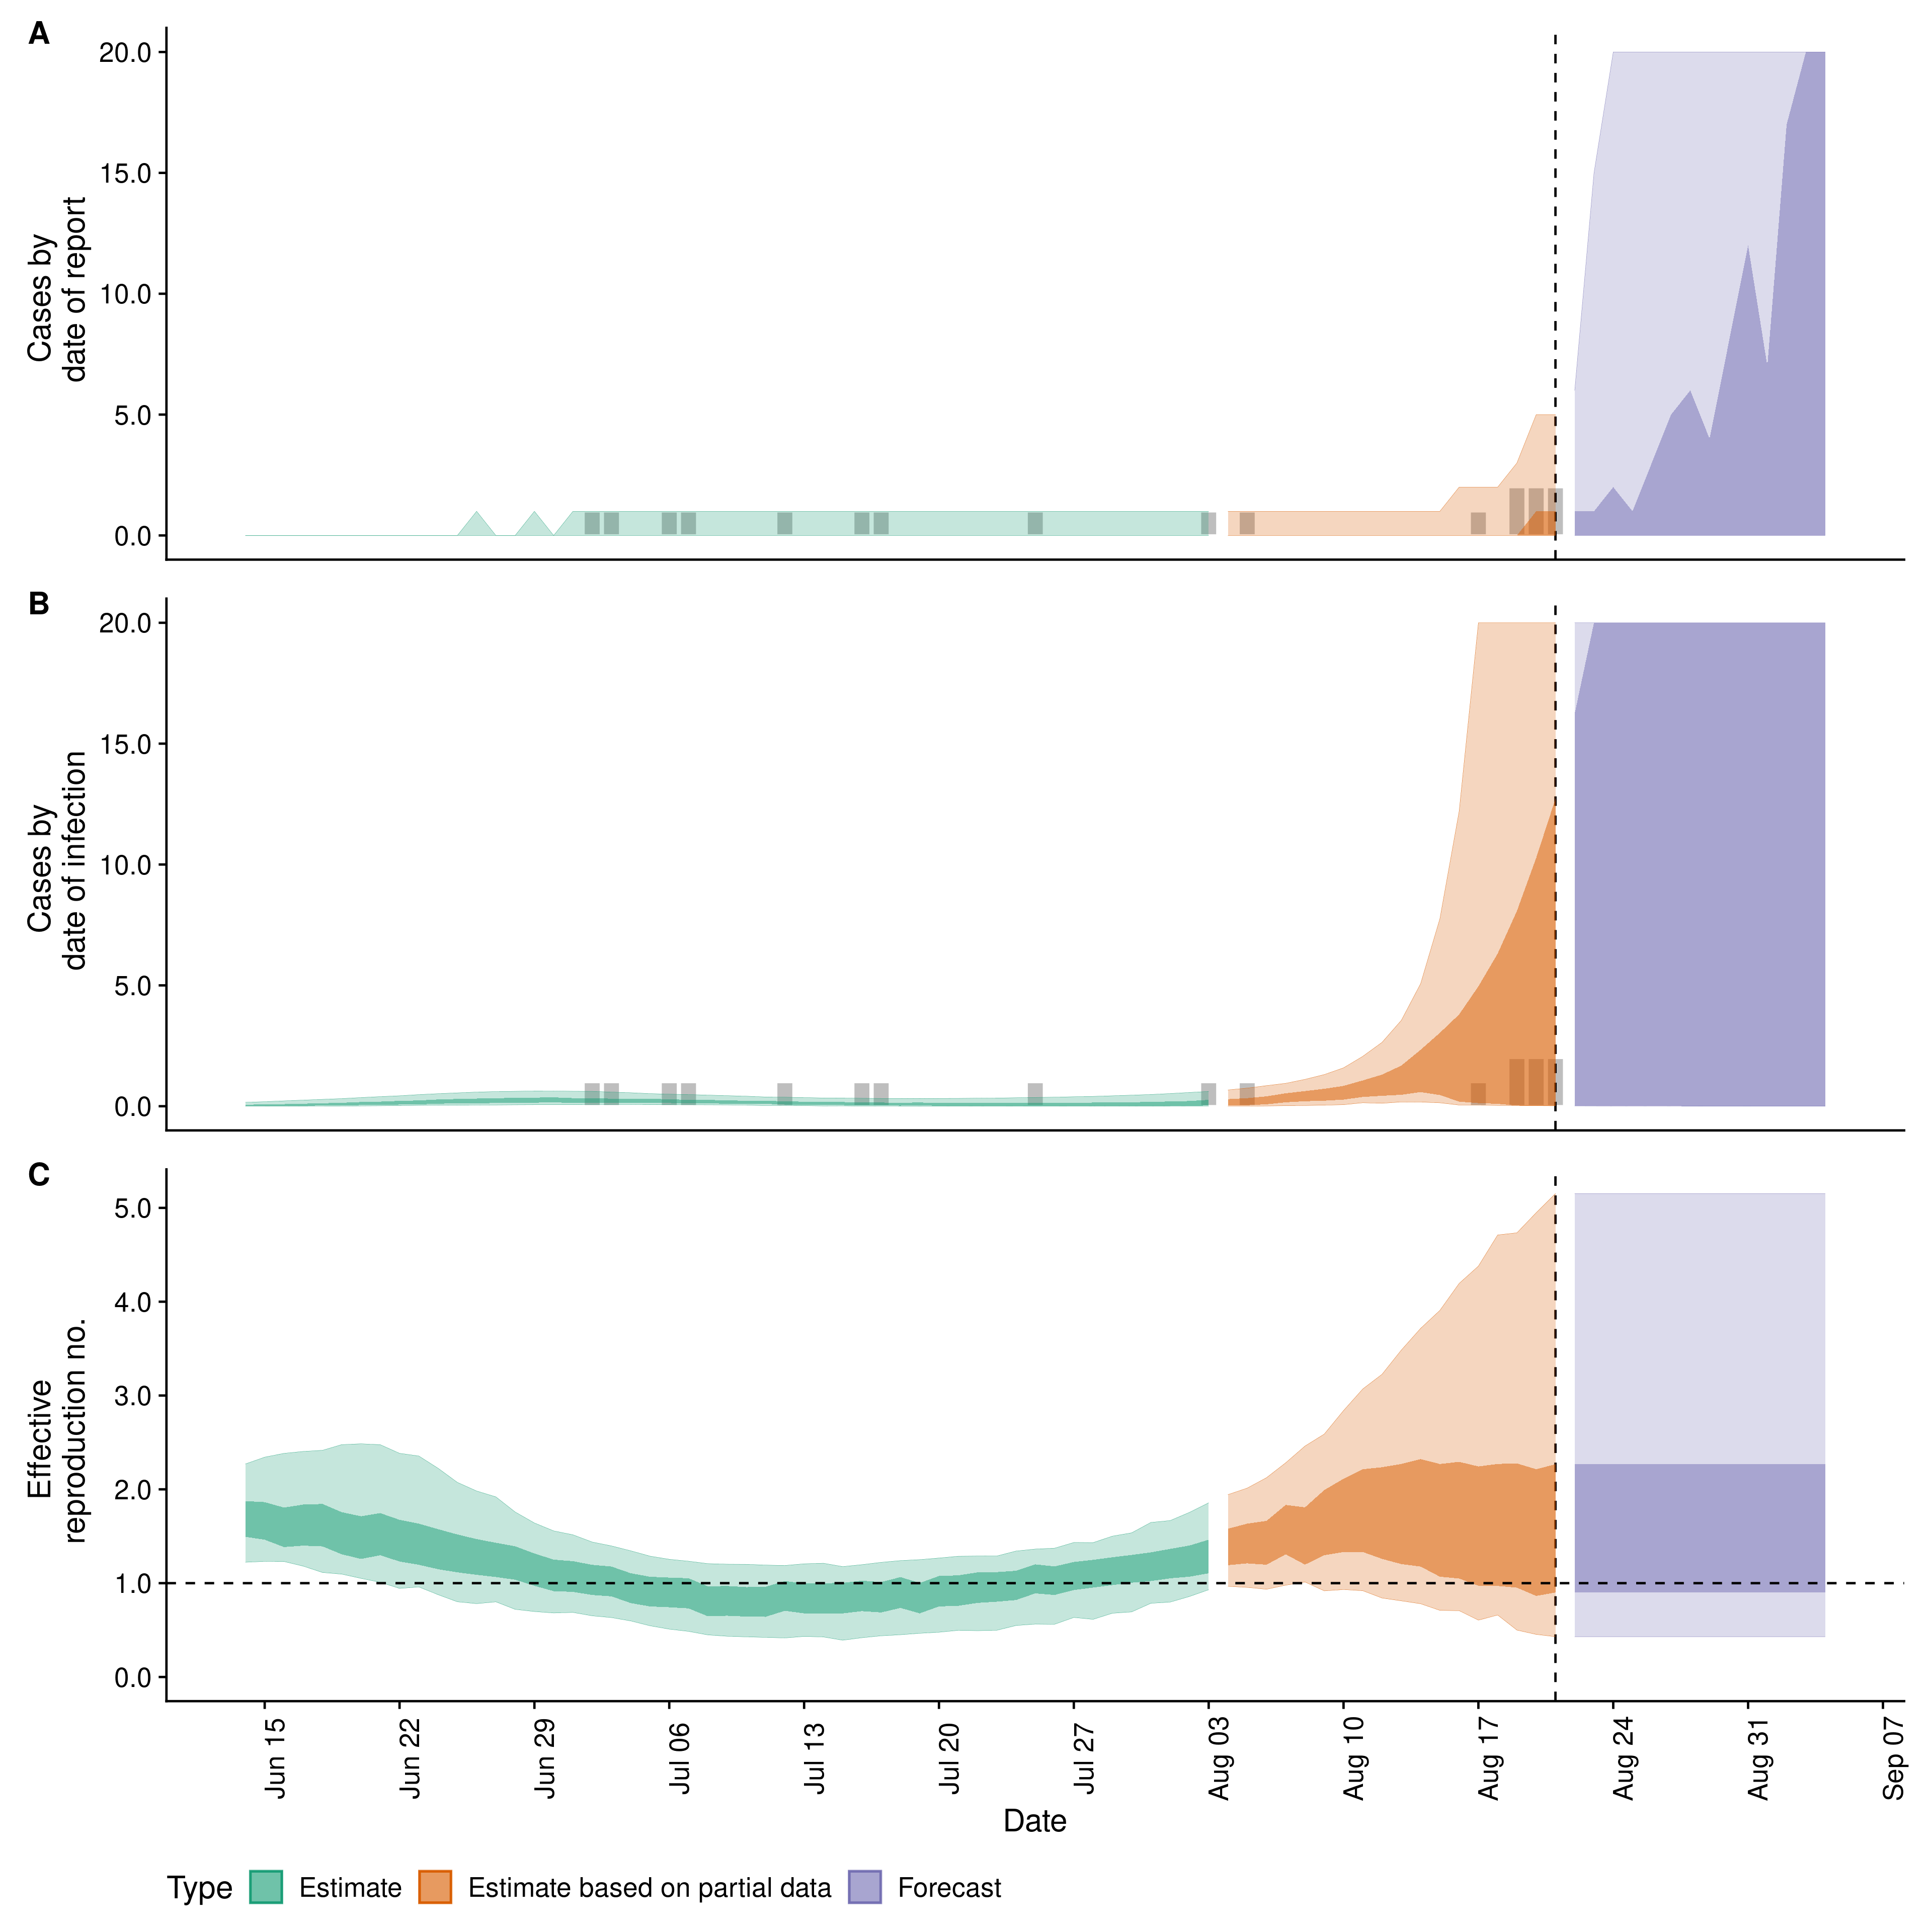 A
20.0
15.0
10.0
5.0
0.0
Cases by
date of report
B
20.0
15.0
10.0
5.0
0.0
Cases by
date of infection
C
5.0
4.0
3.0
2.0
1.0
0.0
Effective
reproduction no.
Jun 15
Jun 22
Jun 29
Jul 06
Jul 13
Jul 20
Jul 27
Aug 03
Aug 10
Aug 17
Aug 24
Aug 31
Sep 07
Date
Type Estimate Estimate based on partial data Forecast